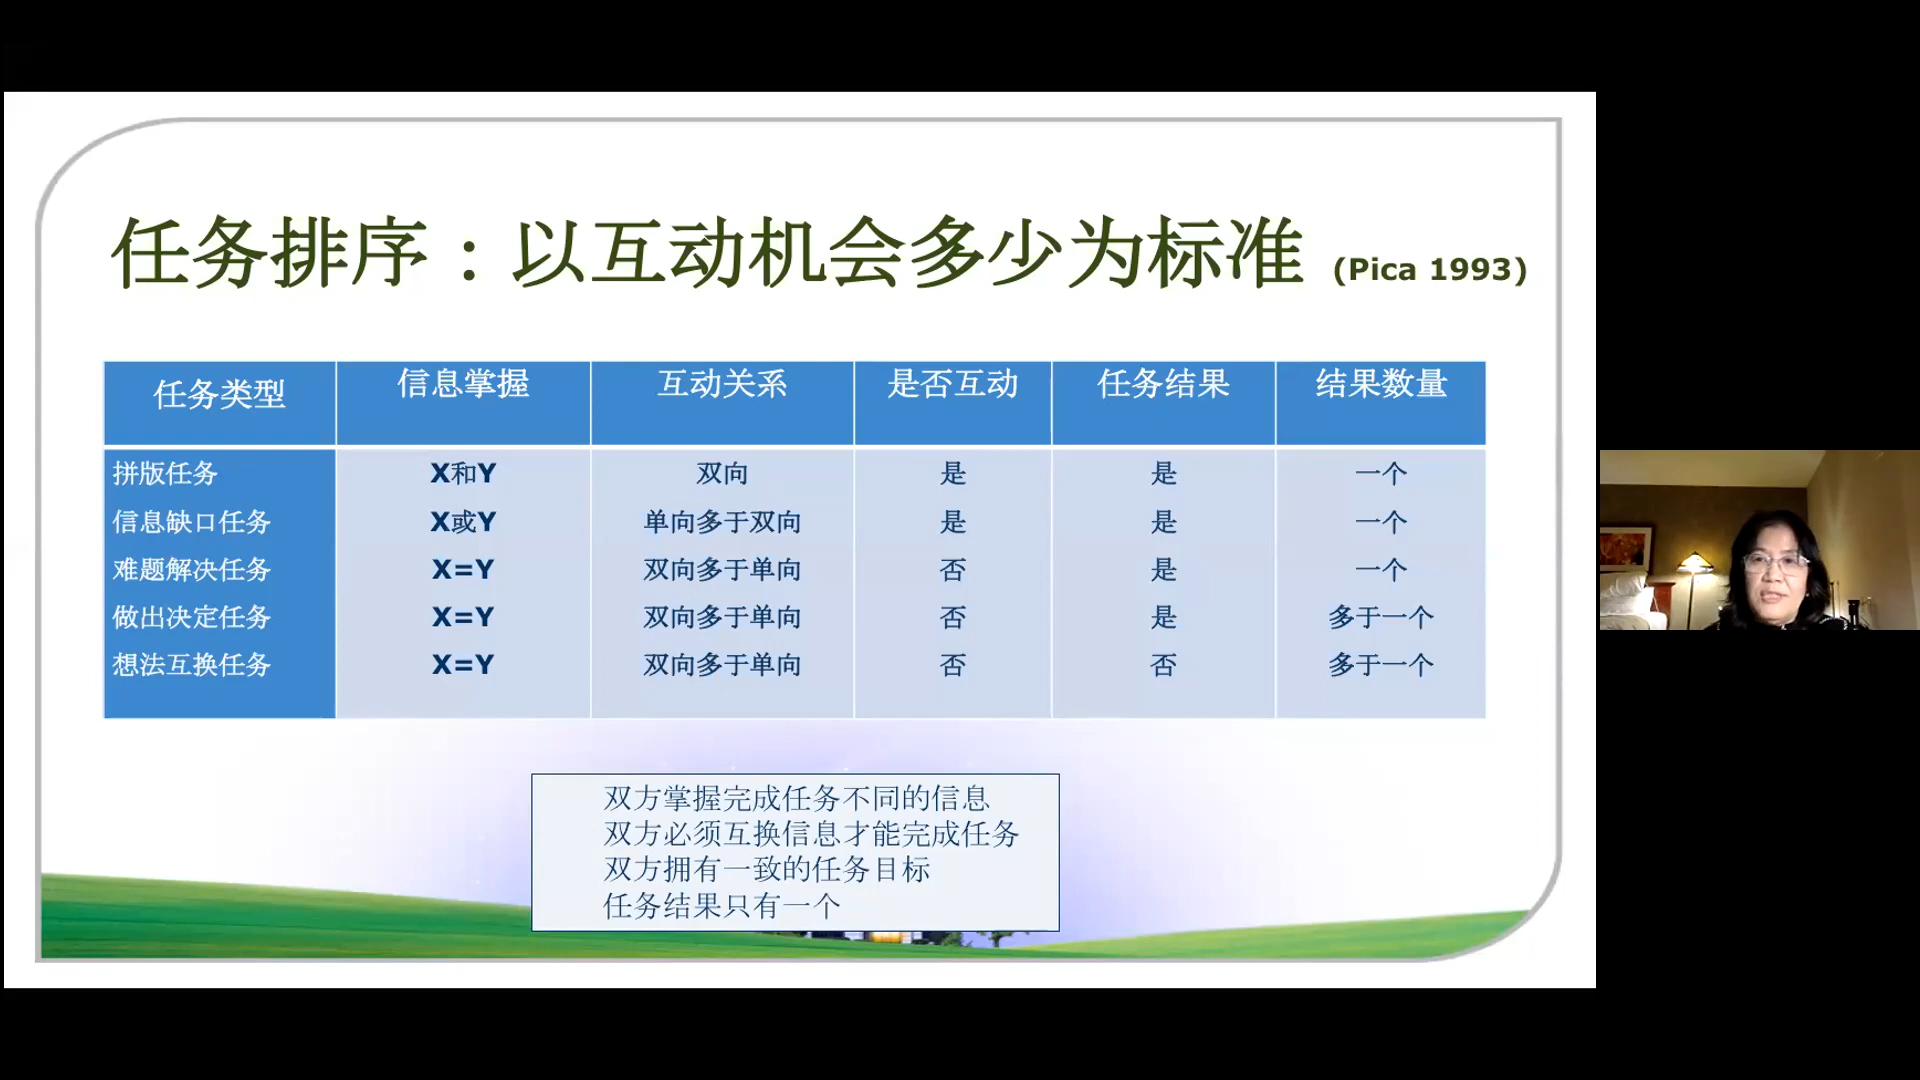 任务排序：以互动机会多少为标准 (Pica 1993)
任务类型 信息掌握 互动关系 是否互动 任务结果 结果数量
拼版任务 X和Y 双向 是 是 一个
信息缺口任务 X或Y 单向多于双向 是 是 一个
难题解决任务 X=Y 双向多于单向 否 是 一个
做出决定任务 X=Y 双向多于单向 否 是 多于一个
想法互换任务 X=Y 双向多于单向 否 否 多于一个
双方掌握完成任务不同的信息
双方必须互换信息才能完成任务
双方拥有一致的任务目标
任务结果只有一个